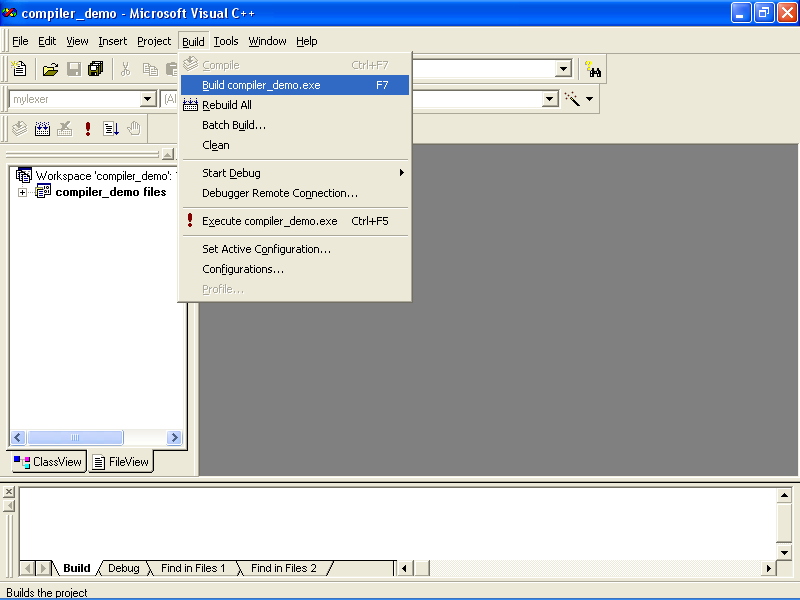 compiler_demo - Microsoft Visual C++
File Edit View Insert Project Build Tools Window Help
mylexer
Compile Ctrl+F7
Build compiler_demo.exe F7
Rebuild All
Batch Build...
Clean
Start Debug
Debugger Remote Connection...
Execute compiler_demo.exe Ctrl+F5
Set Active Configuration...
Configurations...
Profile...
Workspace 'compiler_demo':
compiler_demo files
ClassView FileView
Build Debug Find in Files 1 Find in Files 2
Builds the project